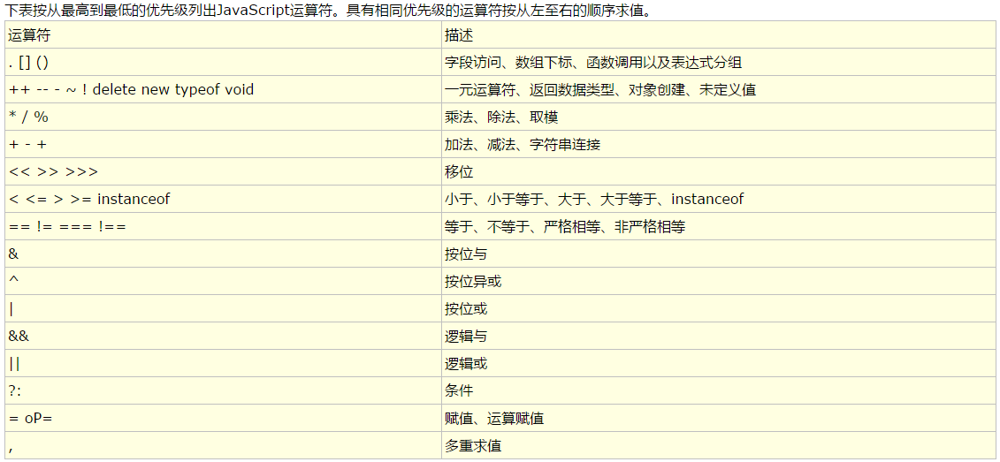 下表按从最高到最低的优先级列出JavaScript运算符。具有相同优先级的运算符按从左至右的顺序求值。
运算符 描述
. [] () 字段访问、数组下标、函数调用以及表达式分组
++ -- - ~ ! delete new typeof void 一元运算符、返回数据类型、对象创建、未定义值
* / % 乘法、除法、取模
+ - + 加法、减法、字符串连接
<< >> >>> 移位
< <= > >= instanceof 小于、小于等于、大于、大于等于、instanceof
== != === !== 等于、不等于、严格相等、非严格相等
& 按位与
^ 按位异或
| 按位或
&& 逻辑与
|| 逻辑或
?: 条件
= oP= 赋值、运算赋值
, 多重求值